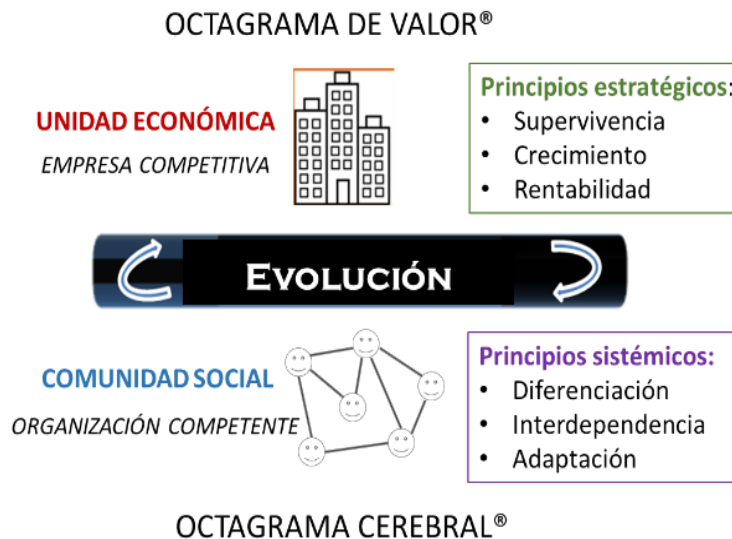 OCTAGRAMA DE VALOR®
UNIDAD ECONÓMICA
EMPRESA COMPETITIVA
Principios estratégicos:
• Supervivencia
• Crecimiento
• Rentabilidad
EVOLUCIÓN
COMUNIDAD SOCIAL
ORGANIZACIÓN COMPETENTE
Principios sistémicos:
• Diferenciación
• Interdependencia
• Adaptación
OCTAGRAMA CEREBRAL®